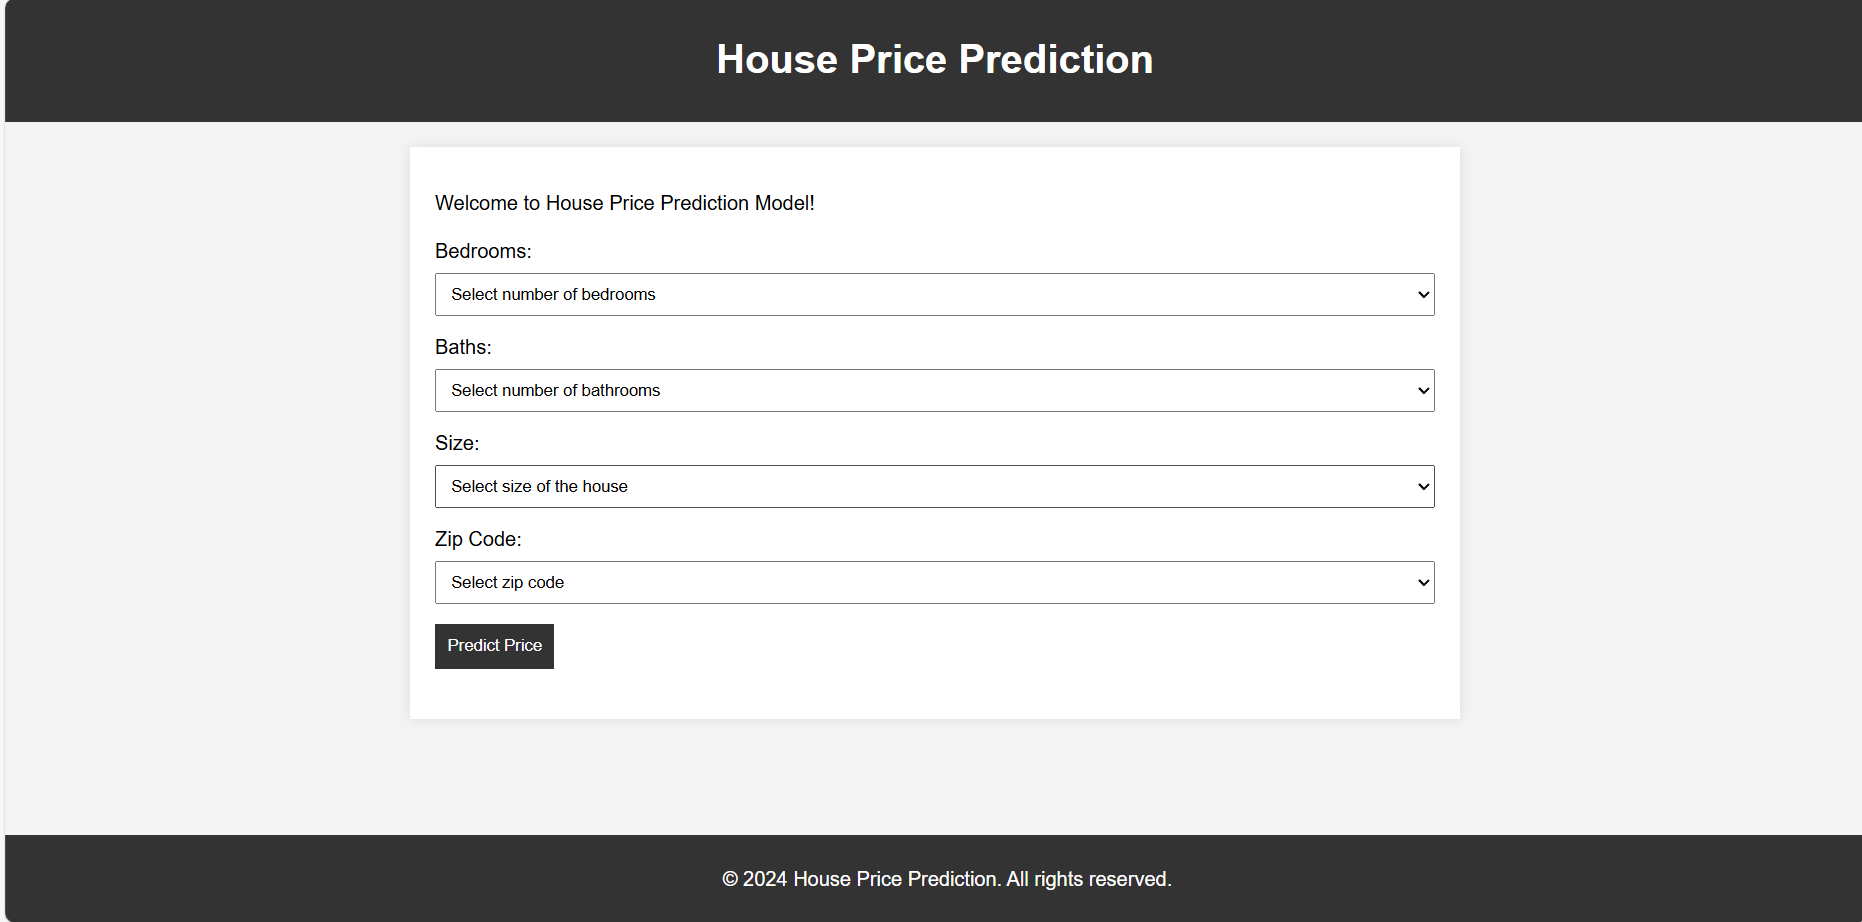 House Price Prediction
Welcome to House Price Prediction Model!
Bedrooms:
Select number of bedrooms
Baths:
Select number of bathrooms
Size:
Select size of the house
Zip Code:
Select zip code
Predict Price
© 2024 House Price Prediction. All rights reserved.